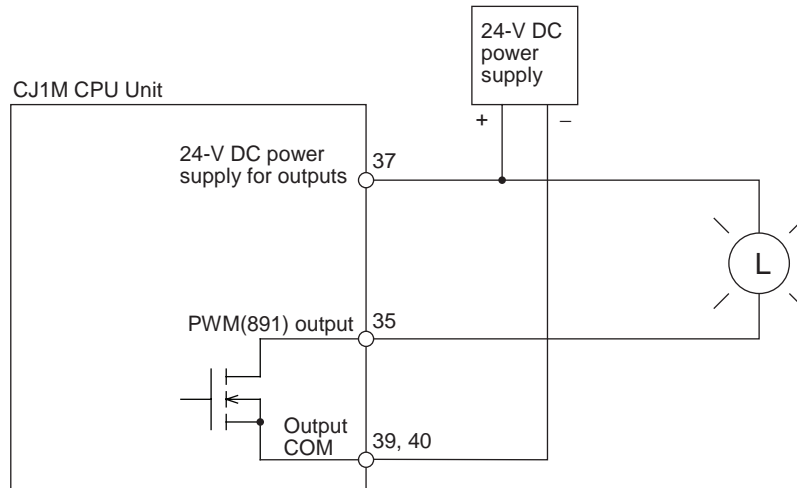 24-V DC
power
supply
CJ1M CPU Unit
+ –
24-V DC power
supply for outputs
37
L
PWM(891) output
35
Output
COM
39, 40